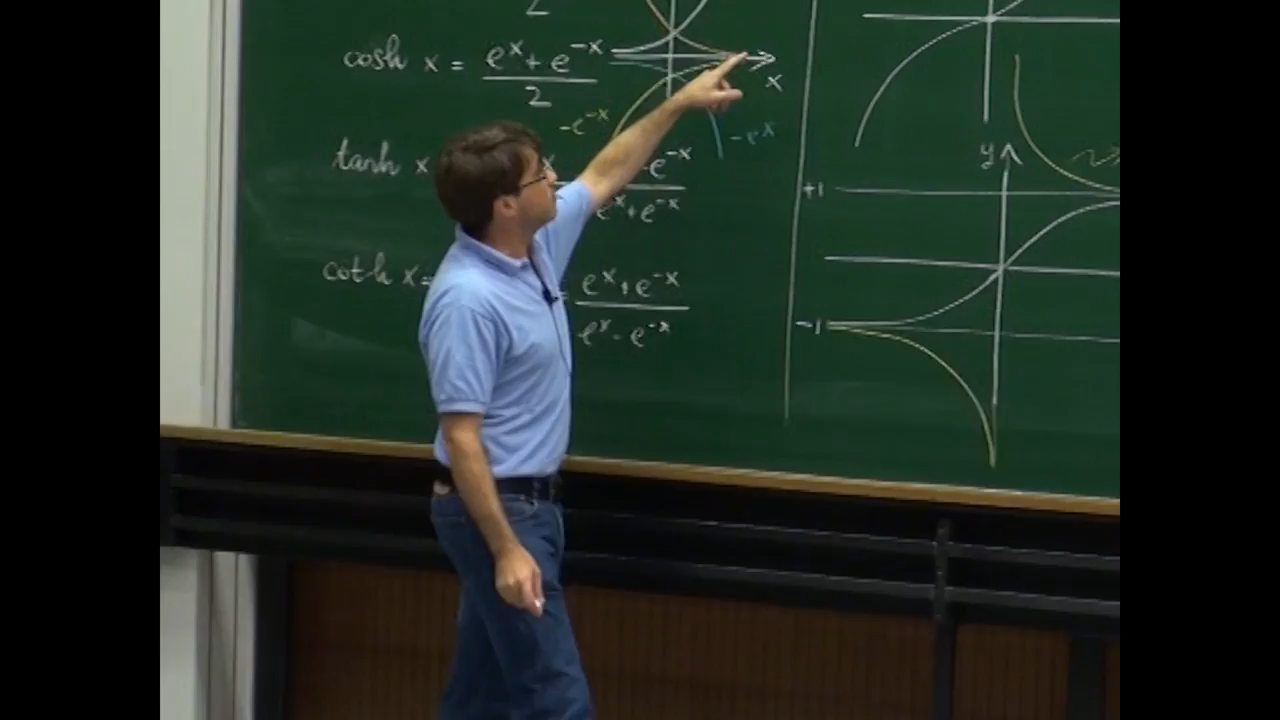 2
cosh x = e^x + e^-x
2
x
-e^-x
-e^x
tanh x
e^-x
e^x + e^-x
coth x =
= e^x + e^-x
e^x - e^-x
y
+1
-1